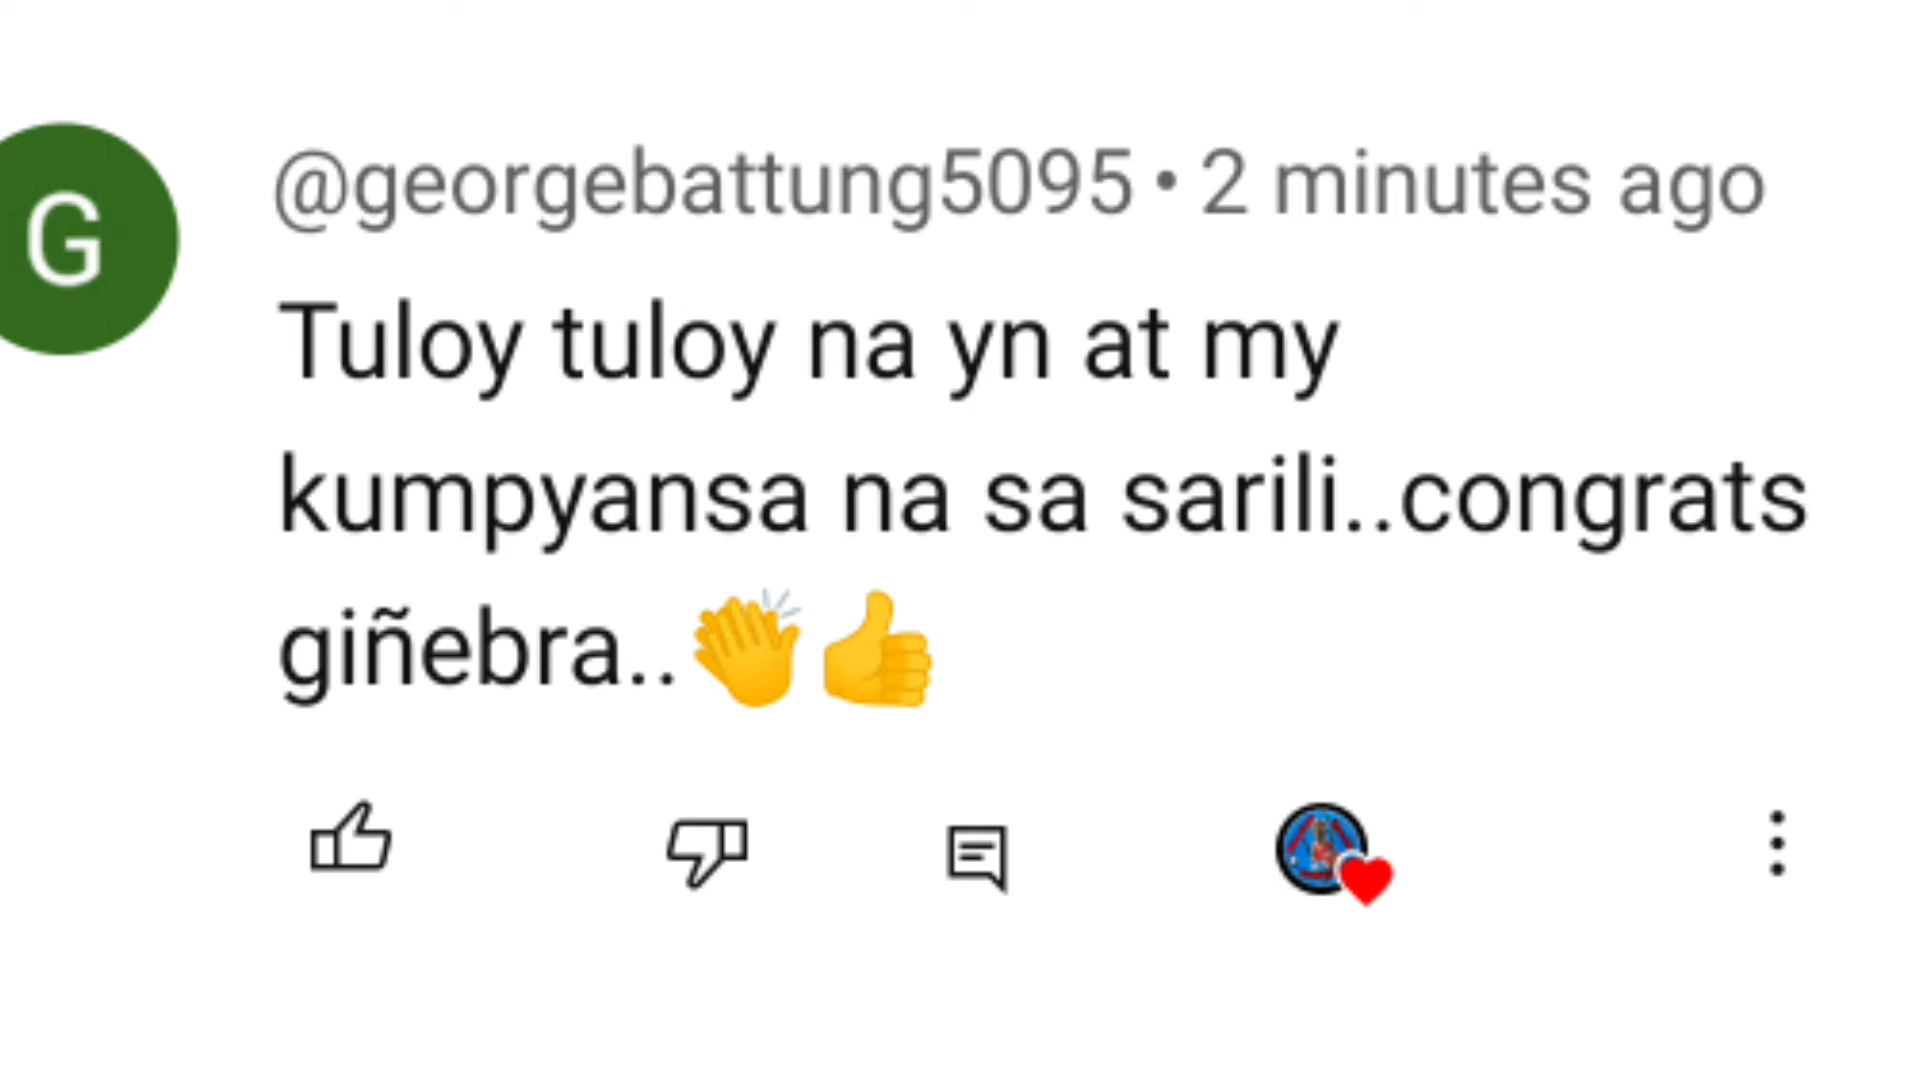 G
@georgebattung5095 • 2 minutes ago
Tuloy tuloy na yn at my
kumpyansa na sa sarili..congrats
giñebra..👏👍